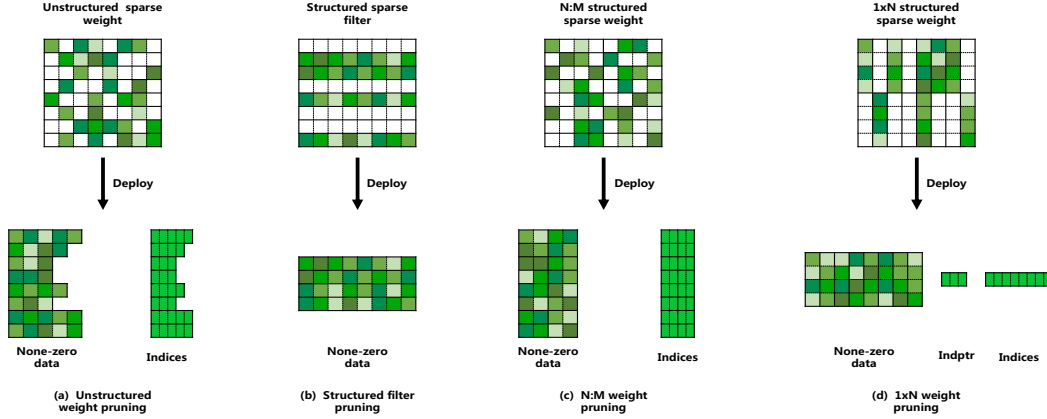 Unstructured sparse
weight
Structured sparse
filter
N:M structured
sparse weight
1xN structured
sparse weight
Deploy
Deploy
Deploy
Deploy
None-zero
data
Indices
None-zero
data
None-zero
data
Indices
None-zero
data
Indptr
Indices
(a) Unstructured
weight pruning
(b) Structured filter
pruning
(c) N:M weight
pruning
(d) 1xN weight
pruning